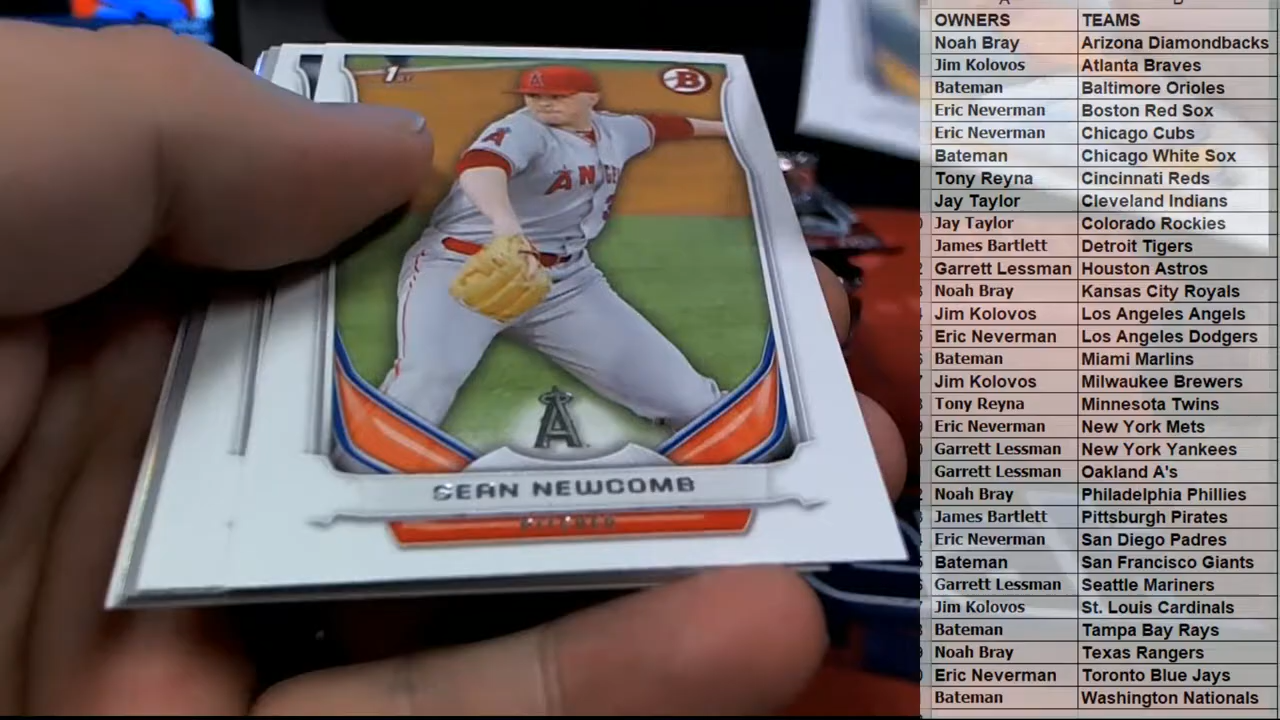 1st
B
A
ANGE
3
A
SEAN NEWCOMB
PITCHER
A B
OWNERS TEAMS
Noah Bray Arizona Diamondbacks
Jim Kolovos Atlanta Braves
Bateman Baltimore Orioles
Eric Neverman Boston Red Sox
Eric Neverman Chicago Cubs
Bateman Chicago White Sox
Tony Reyna Cincinnati Reds
Jay Taylor Cleveland Indians
Jay Taylor Colorado Rockies
James Bartlett Detroit Tigers
Garrett Lessman Houston Astros
Noah Bray Kansas City Royals
Jim Kolovos Los Angeles Angels
Eric Neverman Los Angeles Dodgers
Bateman Miami Marlins
Jim Kolovos Milwaukee Brewers
Tony Reyna Minnesota Twins
Eric Neverman New York Mets
Garrett Lessman New York Yankees
Garrett Lessman Oakland A's
Noah Bray Philadelphia Phillies
James Bartlett Pittsburgh Pirates
Eric Neverman San Diego Padres
Bateman San Francisco Giants
Garrett Lessman Seattle Mariners
Jim Kolovos St. Louis Cardinals
Bateman Tampa Bay Rays
Noah Bray Texas Rangers
Eric Neverman Toronto Blue Jays
Bateman Washington Nationals